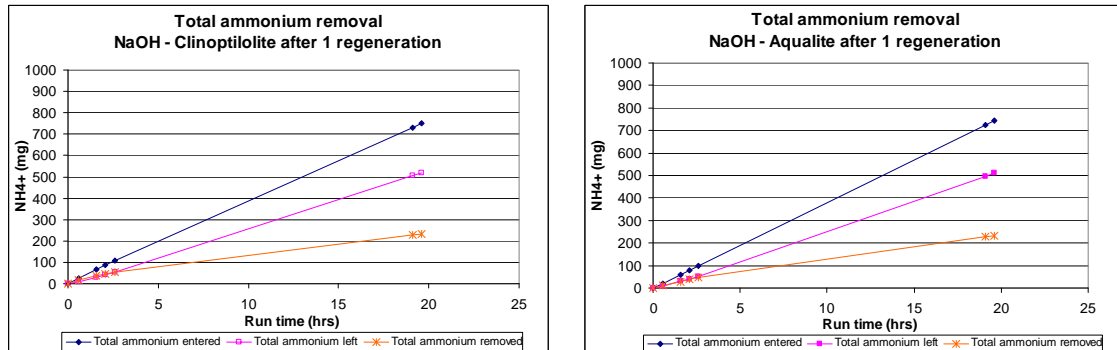 Total ammonium removal
NaOH - Clinoptilolite after 1 regeneration
1000
900
800
700
600
500
400
300
200
100
0
NH4+ (mg)
0 5 10 15 20 25
Run time (hrs)
Total ammonium entered Total ammonium left Total ammonium removed
Total ammonium removal
NaOH - Aqualite after 1 regeneration
1000
900
800
700
600
500
400
300
200
100
0
NH4+ (mg)
0 5 10 15 20 25
Run time (hrs)
Total ammonium entered Total ammonium left Total ammonium removed